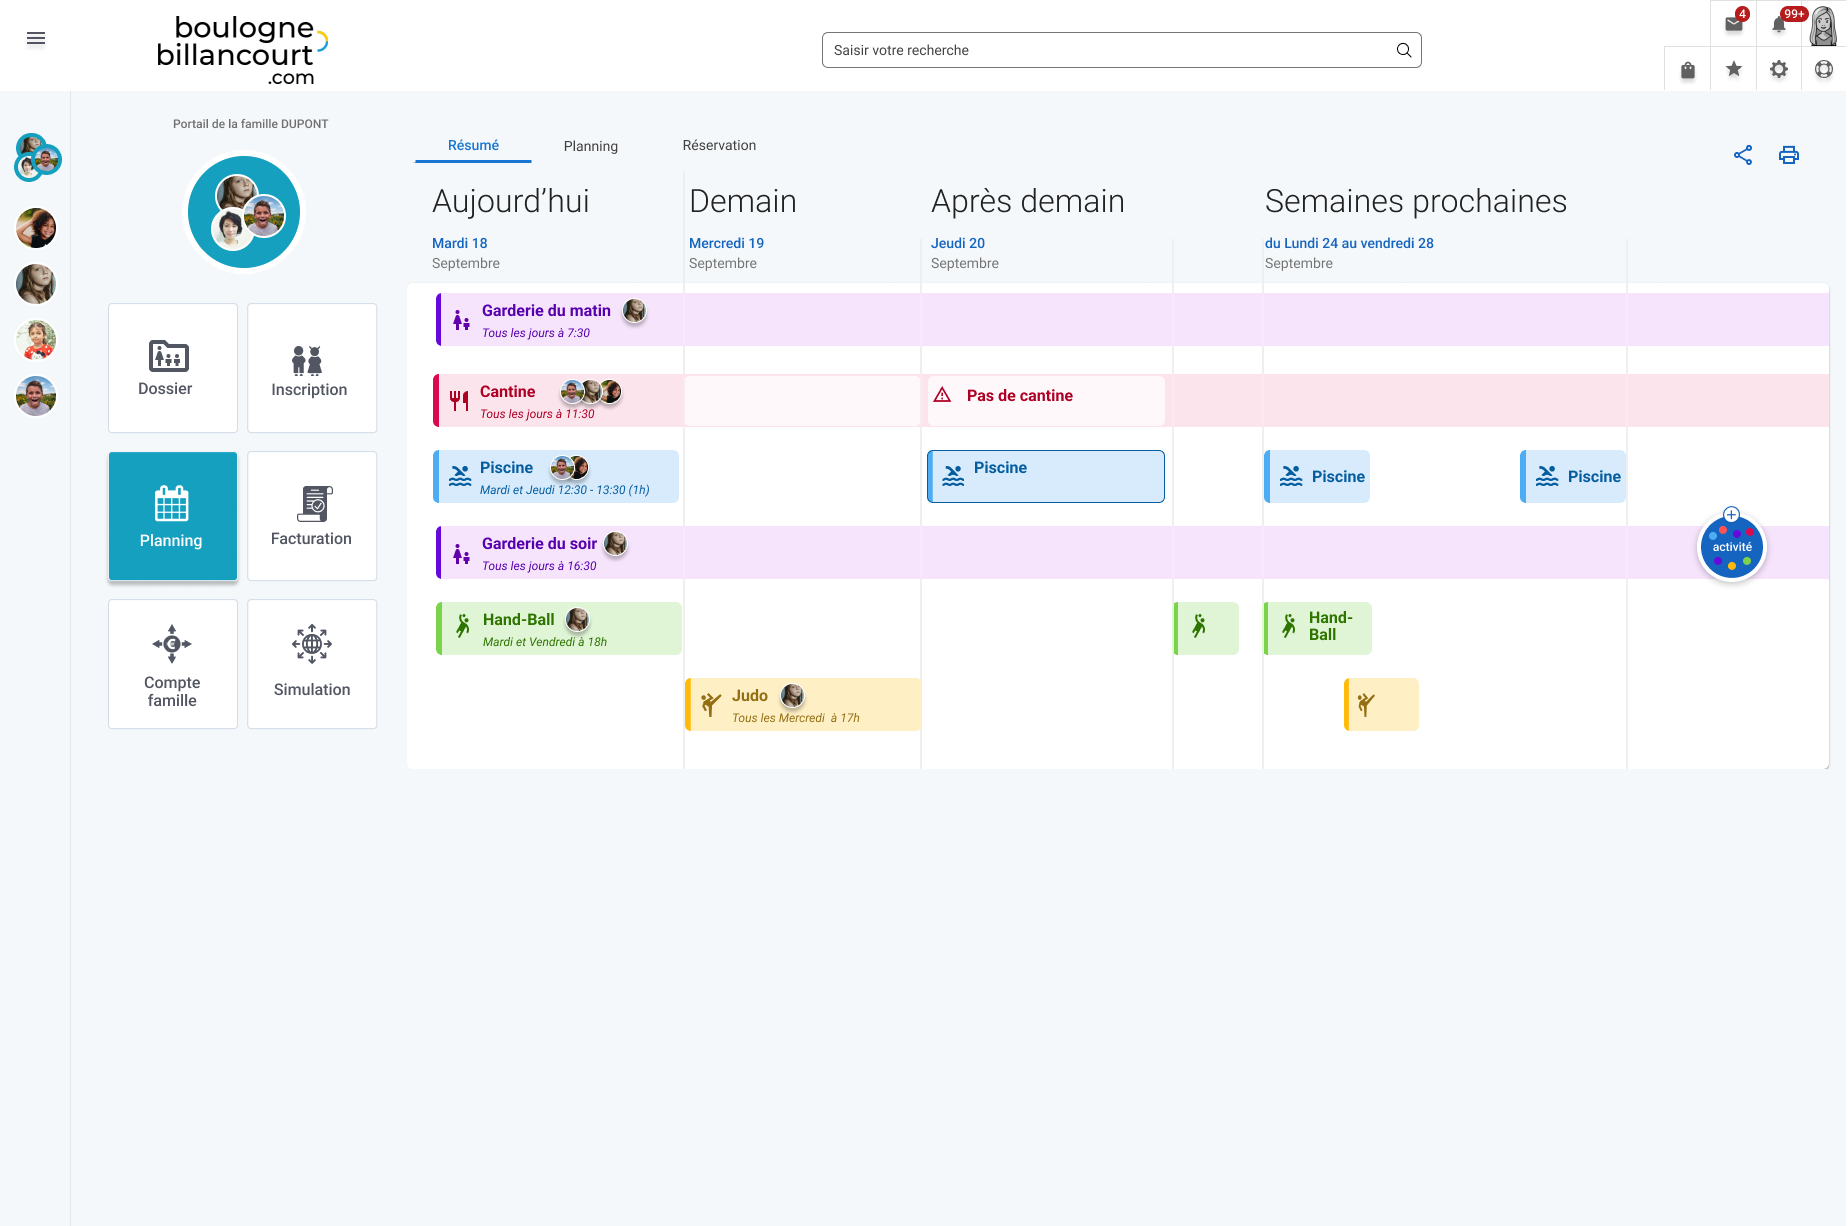 boulogne
billancourt
.com
Saisir votre recherche
4
99+
Portail de la famille DUPONT
Résumé
Planning
Réservation
Aujourd’hui
Demain
Après demain
Semaines prochaines
Mardi 18
Mercredi 19
Jeudi 20
du Lundi 24 au vendredi 28
Septembre
Septembre
Septembre
Septembre
Dossier
Inscription
Planning
Facturation
Compte
famille
Simulation
Garderie du matin
Tous les jours à 7:30
Cantine
Tous les jours à 11:30
Pas de cantine
Piscine
Mardi et Jeudi 12:30 - 13:30 (1h)
Piscine
Piscine
Piscine
Garderie du soir
Tous les jours à 16:30
activité
Hand-Ball
Mardi et Vendredi à 18h
Hand-
Ball
Judo
Tous les Mercredi à 17h